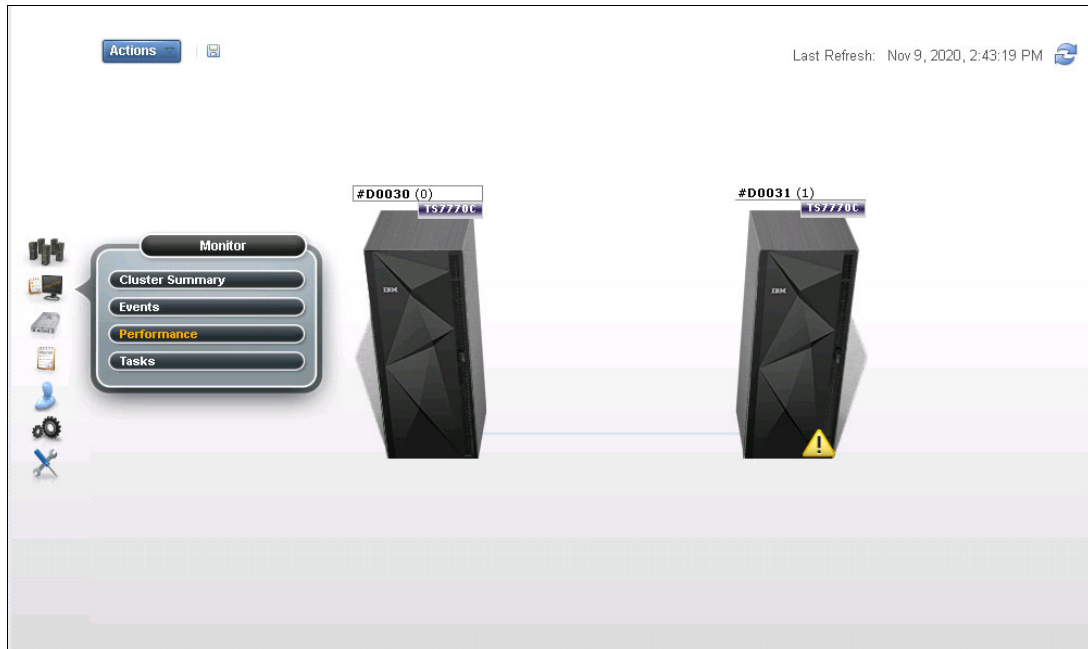 Actions
Last Refresh: Nov 9, 2020, 2:43:19 PM
#D0030 (0)
TS7770C
#D0031 (1)
TS7770C
Monitor
Cluster Summary
Events
Performance
Tasks
IBM
IBM